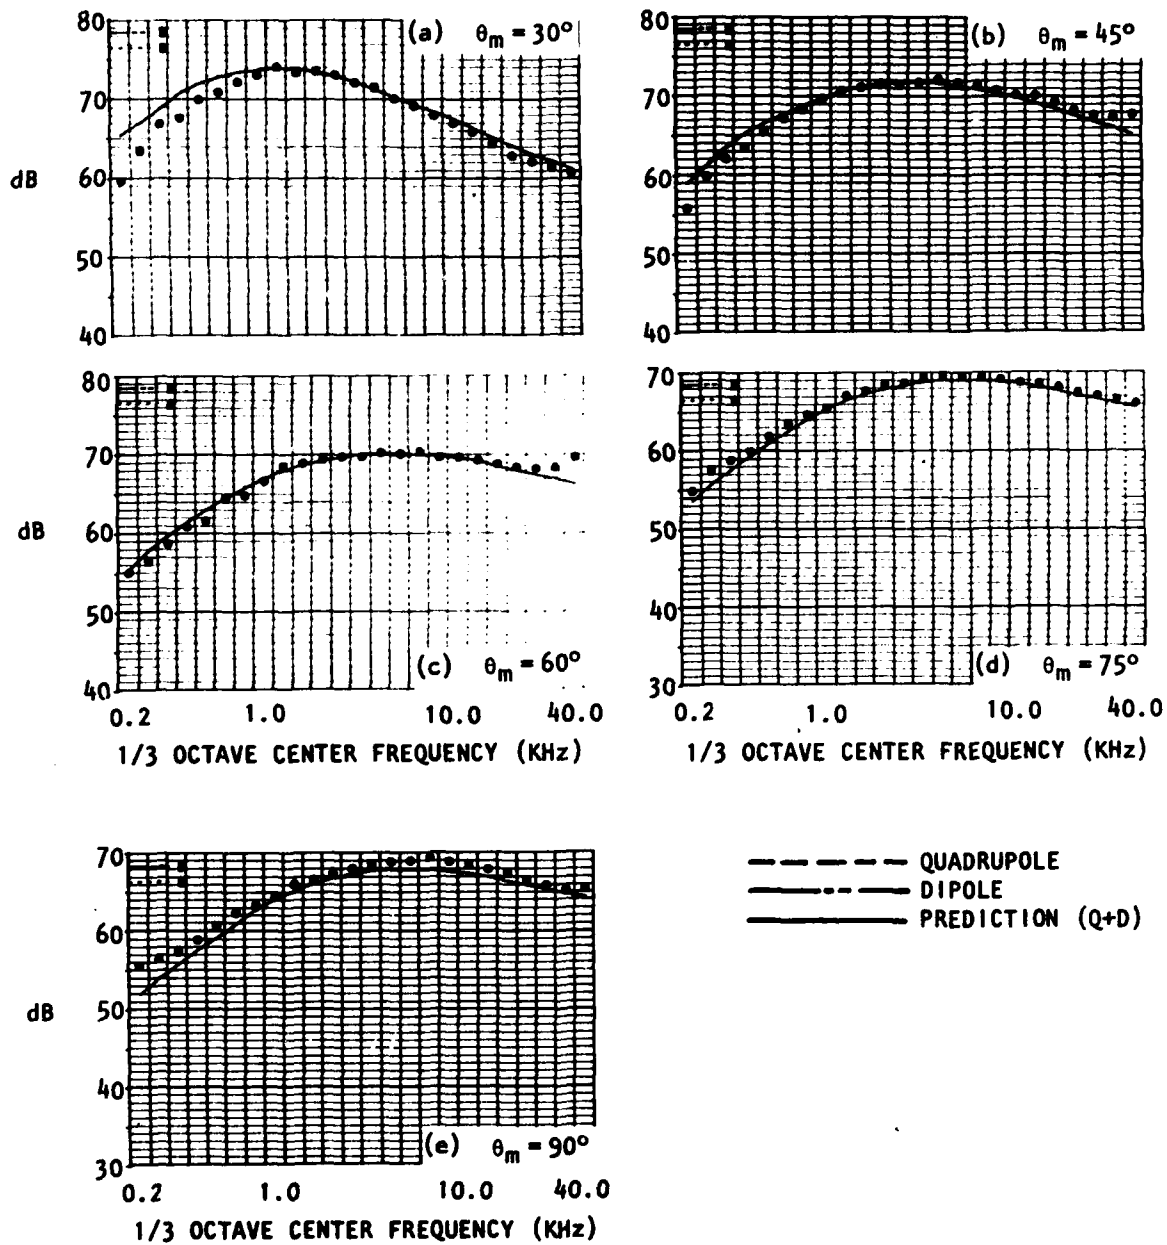 80
70
60
50
40
dB
(a) θm = 30°
80
70
60
50
40
(b) θm = 45°
80
70
60
50
40
dB
(c) θm = 60°
0.2 1.0 10.0 40.0
1/3 OCTAVE CENTER FREQUENCY (KHz)
70
60
50
40
30
(d) θm = 75°
0.2 1.0 10.0 40.0
1/3 OCTAVE CENTER FREQUENCY (KHz)
70
60
50
40
30
dB
(e) θm = 90°
0.2 1.0 10.0 40.0
1/3 OCTAVE CENTER FREQUENCY (KHz)
QUADRUPOLE
DIPOLE
PREDICTION (Q+D)